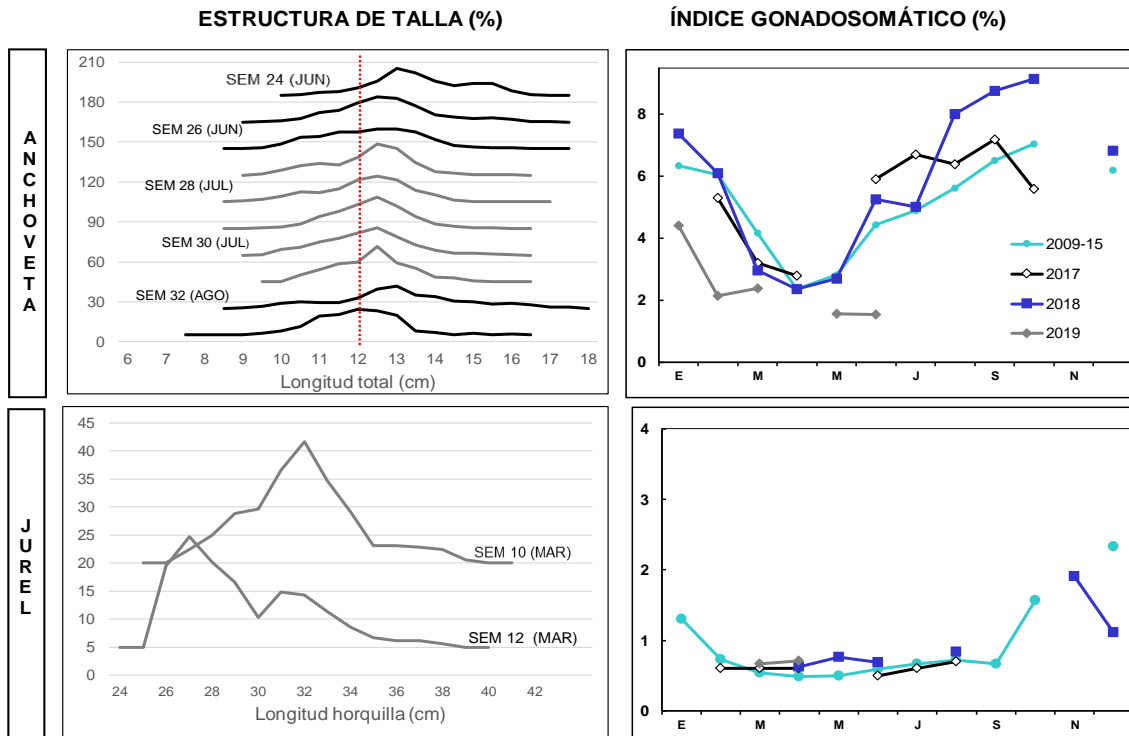 ESTRUCTURA DE TALLA (%)
ÍNDICE GONADOSOMÁTICO (%)
ANCHOVETA
210
180
150
120
90
60
30
0
SEM 24 (JUN)
SEM 26 (JUN)
SEM 28 (JUL)
SEM 30 (JUL)
SEM 32 (AGO)
6 7 8 9 10 11 12 13 14 15 16 17 18
Longitud total (cm)
8
6
4
2
0
2009-15
2017
2018
2019
E M M J S N
JUREL
45
40
35
30
25
20
15
10
5
0
SEM 10 (MAR)
SEM 12 (MAR)
24 26 28 30 32 34 36 38 40 42
Longitud horquilla (cm)
4
3
2
1
0
E M M J S N